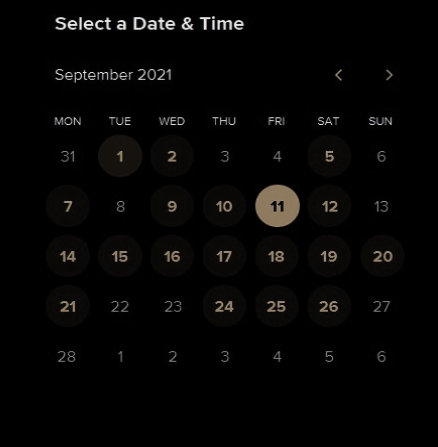 Select a Date & Time
September 2021
MON TUE WED THU FRI SAT SUN
31 1 2 3 4 5 6
7 8 9 10 11 12 13
14 15 16 17 18 19 20
21 22 23 24 25 26 27
28 1 2 3 4 5 6